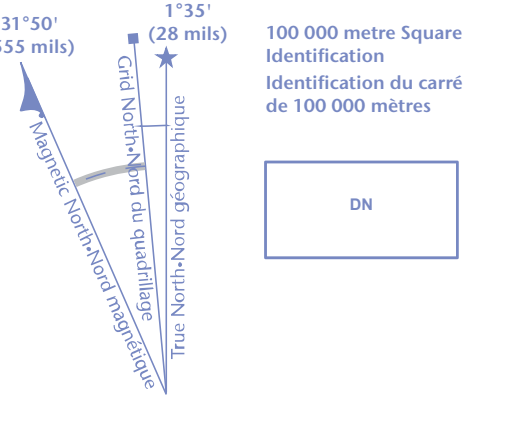 31°50'
555 mils)
1°35'
(28 mils)
Magnetic North•Nord magnétique
Grid North•Nord du quadrillage
True North•Nord géographique
100 000 metre Square
Identification
Identification du carré
de 100 000 mètres
DN